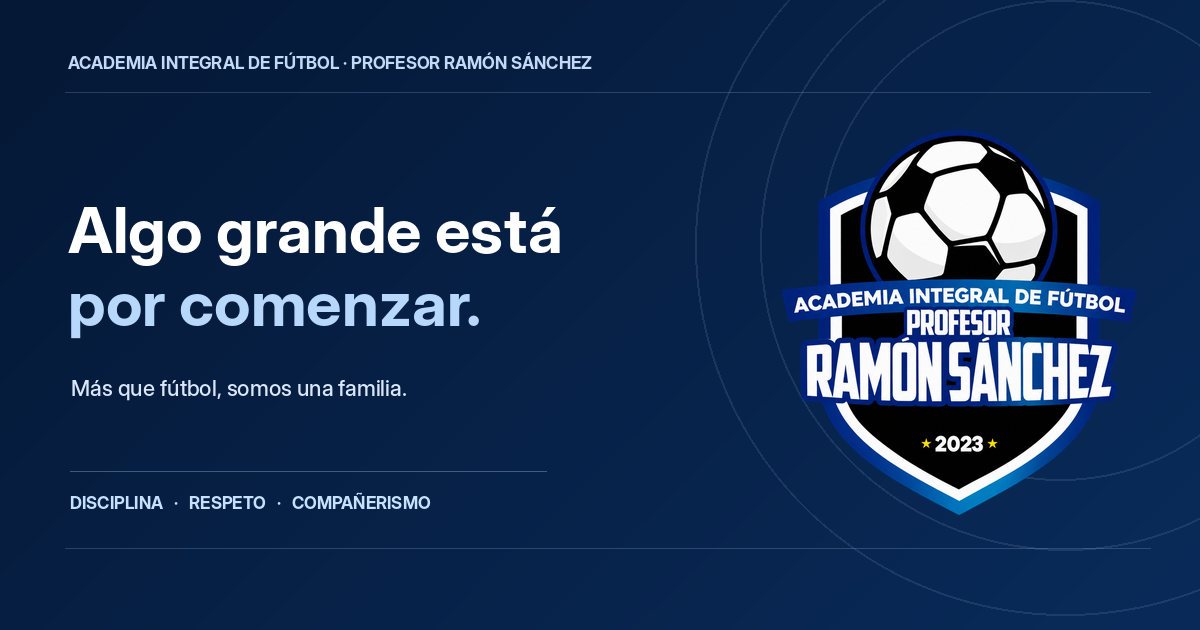 ACADEMIA INTEGRAL DE FÚTBOL · PROFESOR RAMÓN SÁNCHEZ
Algo grande está
por comenzar.
Más que fútbol, somos una familia.
DISCIPLINA · RESPETO · COMPAÑERISMO
ACADEMIA INTEGRAL DE FÚTBOL
PROFESOR
RAMÓN SÁNCHEZ
★ 2023 ★